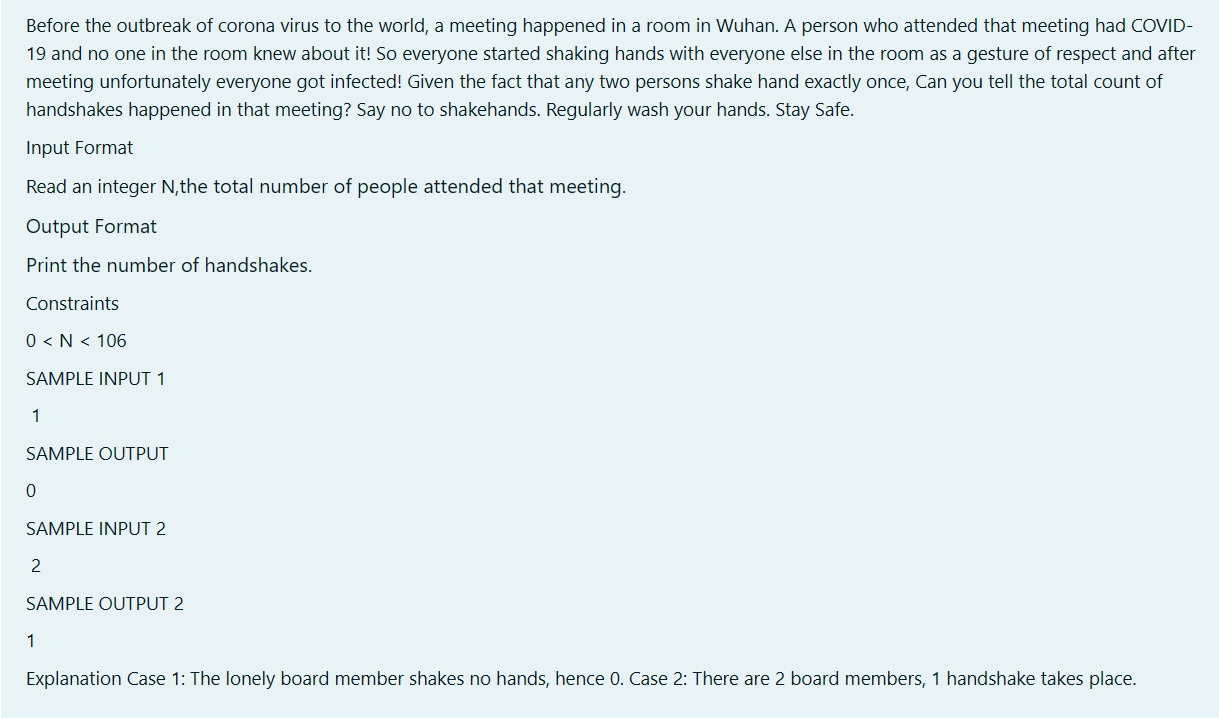 Before the outbreak of corona virus to the world, a meeting happened in a room in Wuhan. A person who attended that meeting had COVID-
19 and no one in the room knew about it! So everyone started shaking hands with everyone else in the room as a gesture of respect and after
meeting unfortunately everyone got infected! Given the fact that any two persons shake hand exactly once, Can you tell the total count of
handshakes happened in that meeting? Say no to shakehands. Regularly wash your hands. Stay Safe.
Input Format
Read an integer N,the total number of people attended that meeting.
Output Format
Print the number of handshakes.
Constraints
0 < N < 106
SAMPLE INPUT 1
1
SAMPLE OUTPUT
0
SAMPLE INPUT 2
2
SAMPLE OUTPUT 2
1
Explanation Case 1: The lonely board member shakes no hands, hence 0. Case 2: There are 2 board members, 1 handshake takes place.